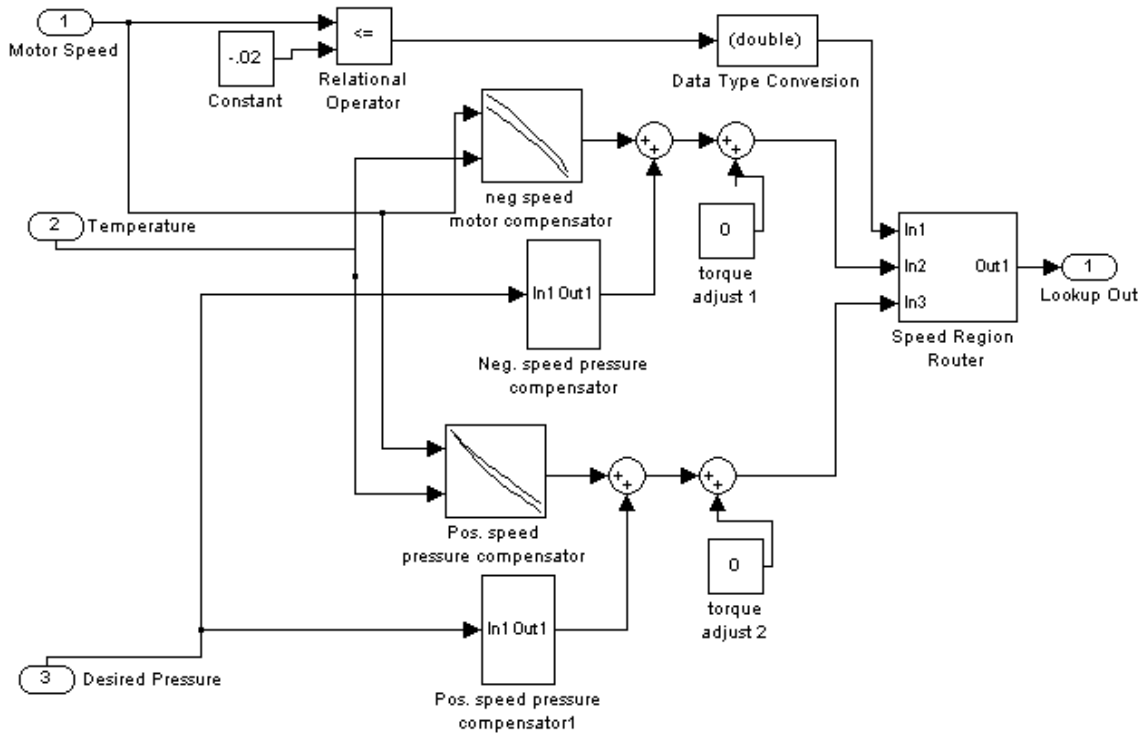 1
Motor Speed
-.02
Constant
<=
Relational
Operator
(double)
Data Type Conversion
neg speed
motor compensator
+
+
+
+
2
Temperature
0
torque
adjust 1
In1 Out1
Neg. speed pressure
compensator
In1
In2
In3
Out1
Speed Region
Router
1
Lookup Out
Pos. speed
pressure compensator
+
+
+
+
0
torque
adjust 2
In1 Out1
Pos. speed pressure
compensator1
3
Desired Pressure